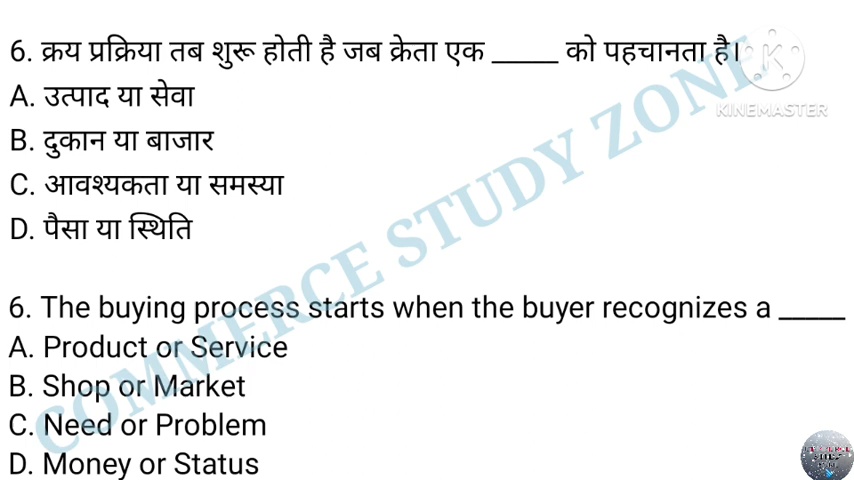 6. क्रय प्रक्रिया तब शुरू होती है जब क्रेता एक _____ को पहचानता है।
A. उत्पाद या सेवा
B. दुकान या बाजार
C. आवश्यकता या समस्या
D. पैसा या स्थिति
6. The buying process starts when the buyer recognizes a _____
A. Product or Service
B. Shop or Market
C. Need or Problem
D. Money or Status
COMMERCE STUDY ZONE
KINEMASTER